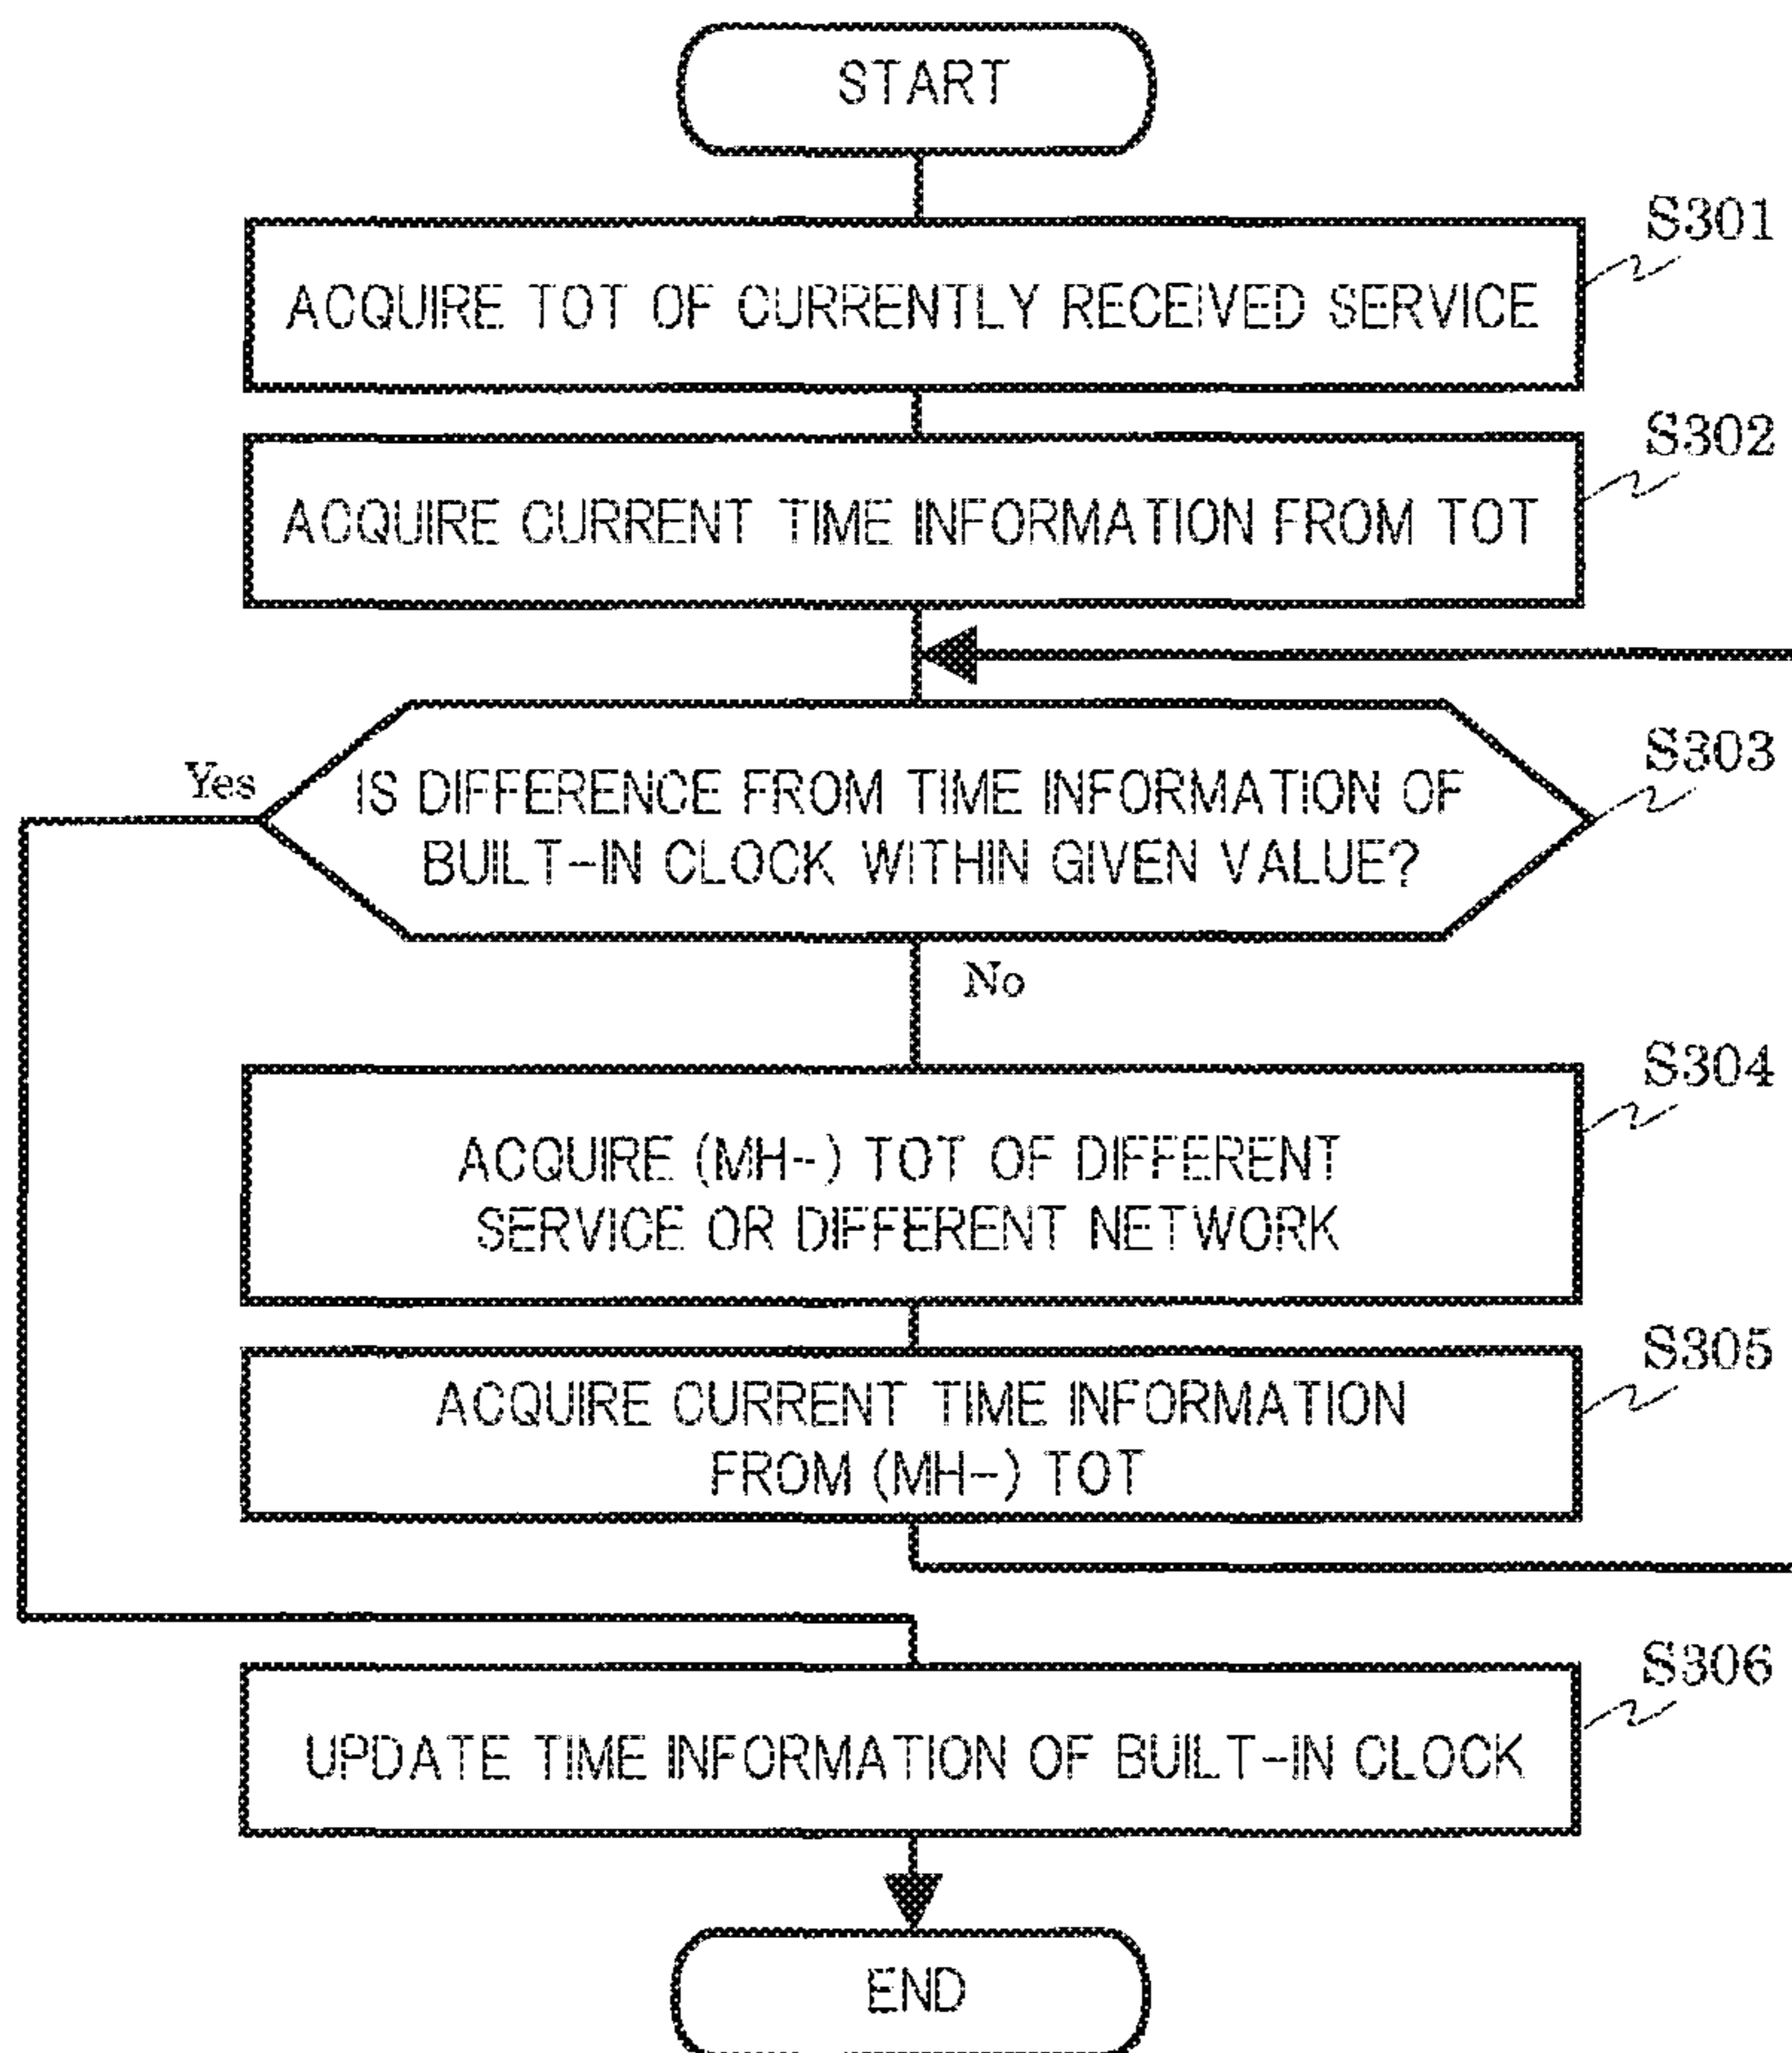 START
S301
ACQUIRE TOT OF CURRENTLY RECEIVED SERVICE
S302
ACQUIRE CURRENT TIME INFORMATION FROM TOT
S303
Yes
IS DIFFERENCE FROM TIME INFORMATION OF
BUILT-IN CLOCK WITHIN GIVEN VALUE?
No
S304
ACQUIRE (MH-) TOT OF DIFFERENT
SERVICE OR DIFFERENT NETWORK
S305
ACQUIRE CURRENT TIME INFORMATION
FROM (MH-) TOT
S306
UPDATE TIME INFORMATION OF BUILT-IN CLOCK
END